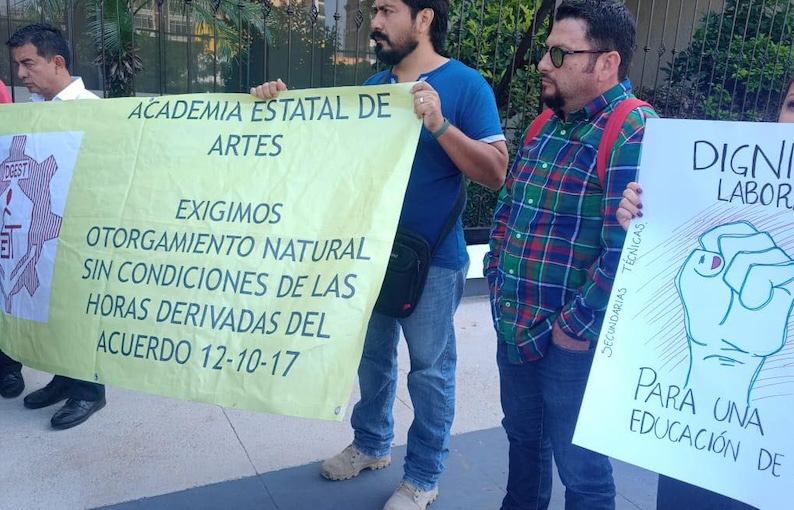 ACADEMIA ESTATAL DE
ARTES
EXIGIMOS
OTORGAMIENTO NATURAL
SIN CONDICIONES DE LAS
HORAS DERIVADAS DEL
ACUERDO 12-10-17
DGEST
SECUNDARIAS TÉCNICAS.
DIGNI
LABORA
PARA UNA
EDUCACIÓN DE